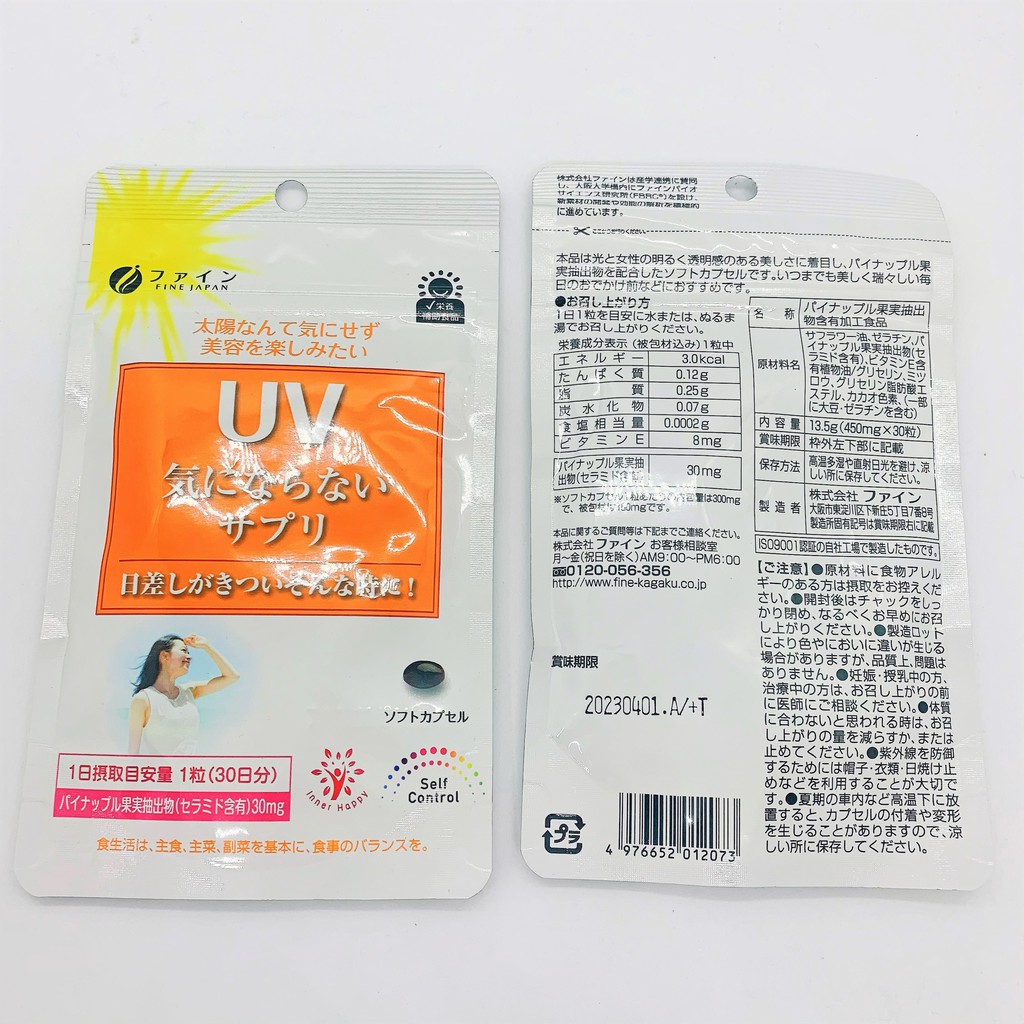 ファイン
FINE JAPAN
栄養
補助食品
太陽なんて気にせず
美容を楽しみたい
UV
気にならない
サプリ
日差しがきついそんな時に！
ソフトカプセル
1日摂取目安量 1粒(30日分)
パイナップル果実抽出物(セラミド含有)30mg
Inner Happy
Self
Control
食生活は、主食、主菜、副菜を基本に、食事のバランスを。
株式会社ファインは産学連携に賛同
し、大阪大学構内にファインバイオ
サイエンス研究所(FBRC®)を設け、
新素材の開発や効能の解析を積極的
に進めています。
本品は光と女性の明るく透明感のある美しさに着目し、パイナップル果
実抽出物を配合したソフトカプセルです。いつまでも美しく瑞々しい毎
日のおでかけ前などにおすすめです。
●お召し上がり方
1日1粒を目安に水または、ぬるま
湯でお召し上がりください。
栄養成分表示(被包材込み)1粒中
エネルギー 3.0kcal
たんぱく質 0.12g
脂質 0.25g
炭水化物 0.07g
食塩相当量 0.0002g
ビタミンE 8mg
パイナップル果実抽
出物(セラミド含有) 30mg
※ソフトカプセル1粒あたりの内容量は300mg
で、被包材は150mgです。
本品に関するご質問等は下記までご連絡ください。
株式会社 ファイン お客様相談室
月〜金(祝日を除く)AM9:00〜PM6:00
0120-056-356
http://www.fine-kagaku.co.jp
賞味期限
20230401.A/+T
プラ
4 976652 012073
名称 パイナップル果実抽出
物含有加工食品
原材料名 サフラワー油、ゼラチン、パ
イナップル果実抽出物(セ
ラミド含有)、ビタミンE含
有植物油/グリセリン、ミツ
ロウ、グリセリン脂肪酸エ
ステル、カカオ色素、(一部
に大豆・ゼラチンを含む)
内容量 13.5g(450mg×30粒)
賞味期限 枠外左下部に記載
保存方法 高温多湿や直射日光を避け、涼
しい所に保存してください。
製造者 株式会社 ファイン
大阪市東淀川区下新庄5丁目7番8号
製造所固有記号は賞味期限右に記載
ISO9001認証の自社工場で製造したものです。
【ご注意】●原材料に食物アレル
ギーのある方は摂取をお控えくだ
さい。●開封後はチャックをしっ
かり閉め、なるべくお早めにお召
し上がりください。●製造ロット
により色やにおいに違いが生じる
場合がありますが、品質上、問題は
ありません。●妊娠・授乳中の方、
治療中の方は、お召し上がりの前
に医師にご相談ください。●体質
に合わないと思われる時は、お召
し上がりの量を減らすか、または
止めてください。●紫外線を防御
するためには帽子・衣類・日焼け止
めなどを利用することが大切で
す。●夏期の車内など高温下に放
置すると、カプセルの付着や変形
を生じることがありますので、涼
しい所に保存してください。